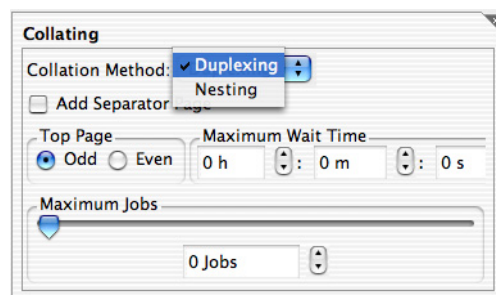 Collating
Collation Method: ✓ Duplexing
Nesting
Add Separator Page
Top Page Maximum Wait Time
Odd Even 0 h : 0 m : 0 s
Maximum Jobs
0 Jobs